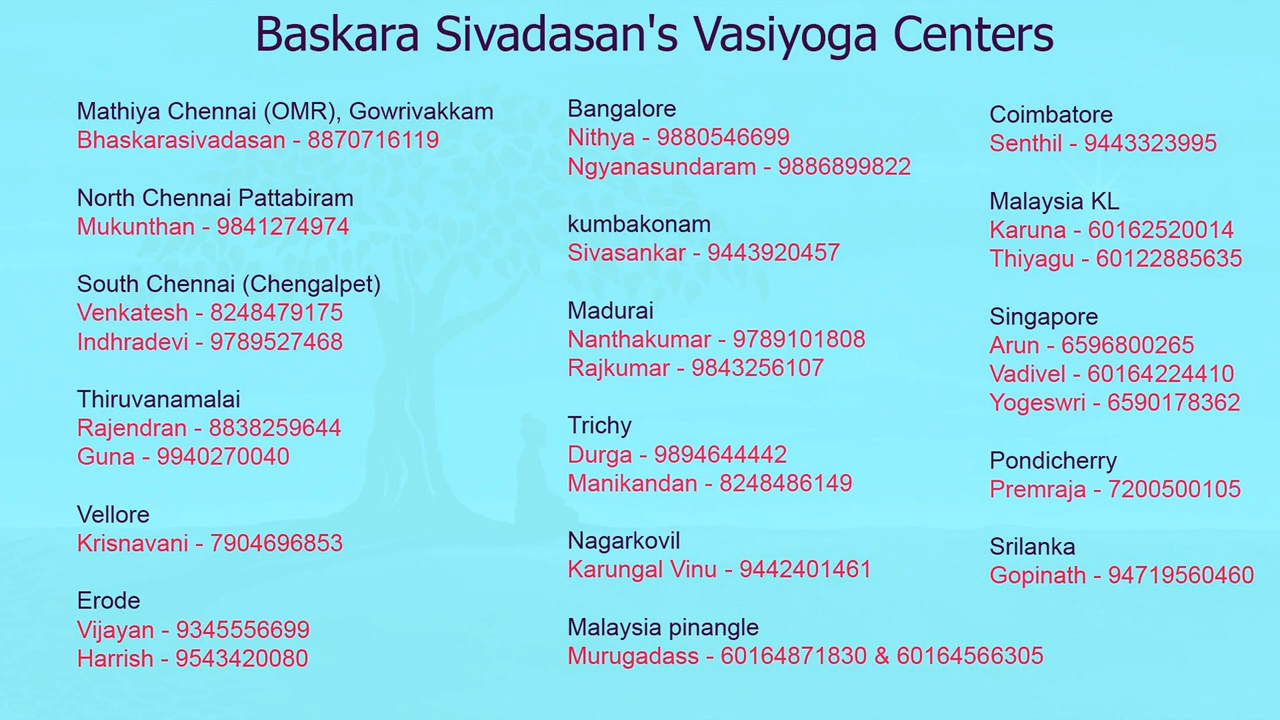 Baskara Sivadasan's Vasiyoga Centers
Mathiya Chennai (OMR), Gowrivakkam
Bhaskarasivadasan - 8870716119
North Chennai Pattabiram
Mukunthan - 9841274974
South Chennai (Chengalpet)
Venkatesh - 8248479175
Indhradevi - 9789527468
Thiruvanamalai
Rajendran - 8838259644
Guna - 9940270040
Vellore
Krisnavani - 7904696853
Erode
Vijayan - 9345556699
Harrish - 9543420080
Bangalore
Nithya - 9880546699
Ngyanasundaram - 9886899822
kumbakonam
Sivasankar - 9443920457
Madurai
Nanthakumar - 9789101808
Rajkumar - 9843256107
Trichy
Durga - 9894644442
Manikandan - 8248486149
Nagarkovil
Karungal Vinu - 9442401461
Malaysia pinangle
Murugadass - 60164871830 & 60164566305
Coimbatore
Senthil - 9443323995
Malaysia KL
Karuna - 60162520014
Thiyagu - 60122885635
Singapore
Arun - 6596800265
Vadivel - 60164224410
Yogeswri - 6590178362
Pondicherry
Premraja - 7200500105
Srilanka
Gopinath - 94719560460